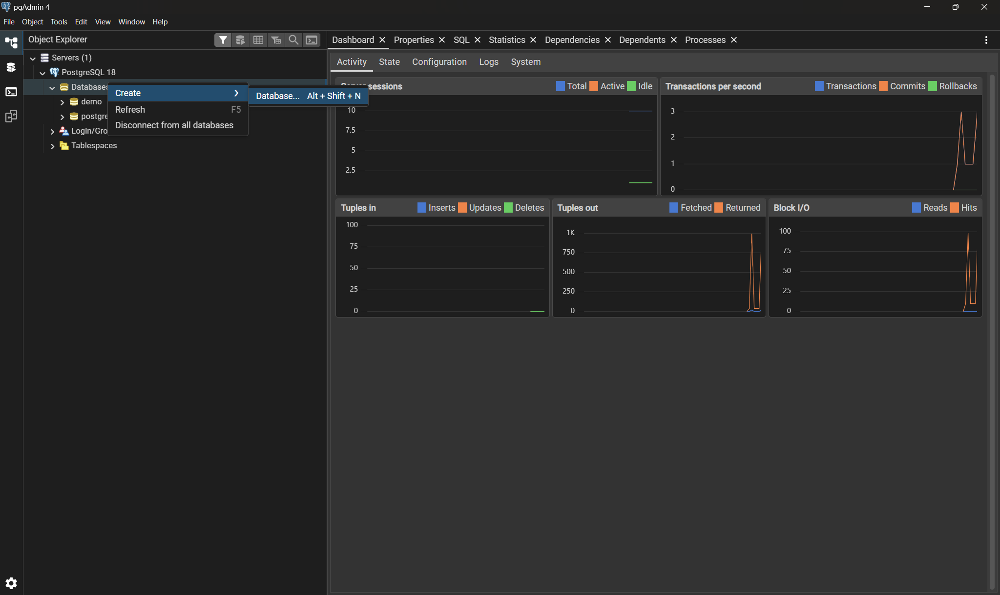 pgAdmin 4
File Object Tools Edit View Window Help
Object Explorer
Dashboard Properties SQL Statistics Dependencies Dependents Processes
Servers (1)
PostgreSQL 18
Databases
demo
postgre
Login/Gro
Tablespaces
Create
Refresh F5
Disconnect from all databases
Database... Alt + Shift + N
Activity State Configuration Logs System
sessions Total Active Idle
10
7.5
5
2.5
Transactions per second Transactions Commits Rollbacks
3
2
1
0
Tuples in Inserts Updates Deletes
100
75
50
25
0
Tuples out Fetched Returned
1K
750
500
250
0
Block I/O Reads Hits
100
75
50
25
0